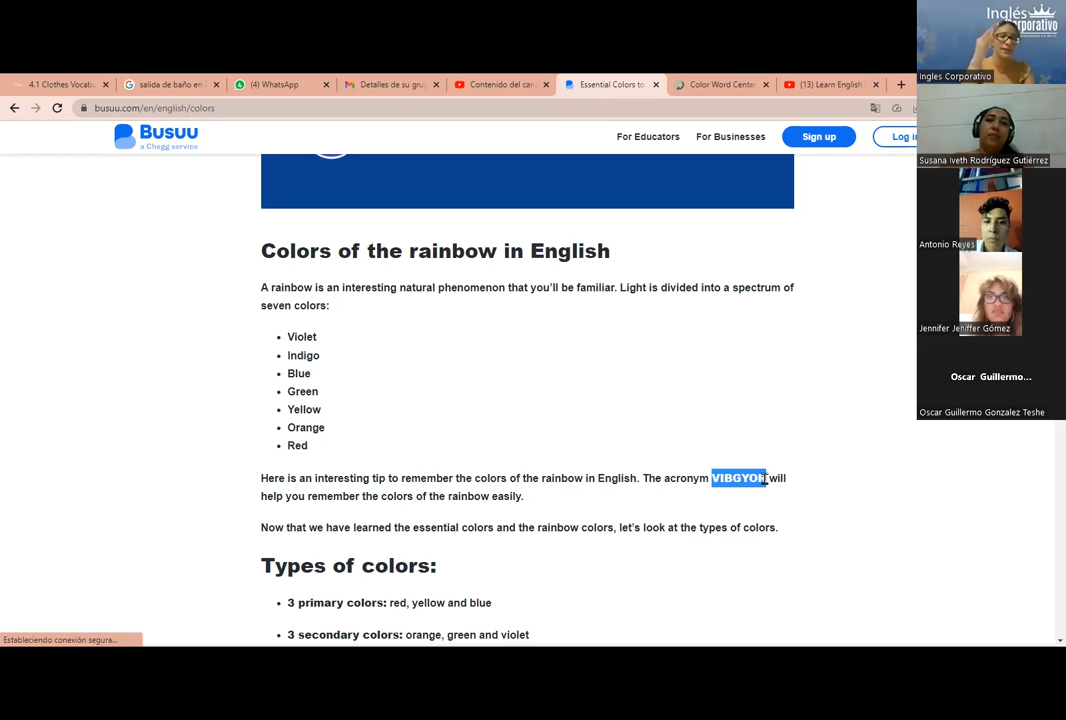 Inglés
Corporativo
Ingles Corporativo
4.1 Clothes Vocabu
salida de baño en i
(4) WhatsApp
Detalles de su gru
Contenido del can
Essential Colors to
Color Word Center
(13) Learn English
busuu.com/en/english/colors
Busuu
a Chegg service
For Educators
For Businesses
Sign up
Log in
Susana Iveth Rodríguez Gutiérrez
Antonio Reyes
Jennifer Jeniffer Gómez
Oscar Guillermo...
Oscar Guillermo Gonzalez Teshe
Colors of the rainbow in English
A rainbow is an interesting natural phenomenon that you'll be familiar. Light is divided into a spectrum of
seven colors:
• Violet
• Indigo
• Blue
• Green
• Yellow
• Orange
• Red
Here is an interesting tip to remember the colors of the rainbow in English. The acronym VIBGYOR will
help you remember the colors of the rainbow easily.
Now that we have learned the essential colors and the rainbow colors, let's look at the types of colors.
Types of colors:
• 3 primary colors: red, yellow and blue
• 3 secondary colors: orange, green and violet
Estableciendo conexión segura...